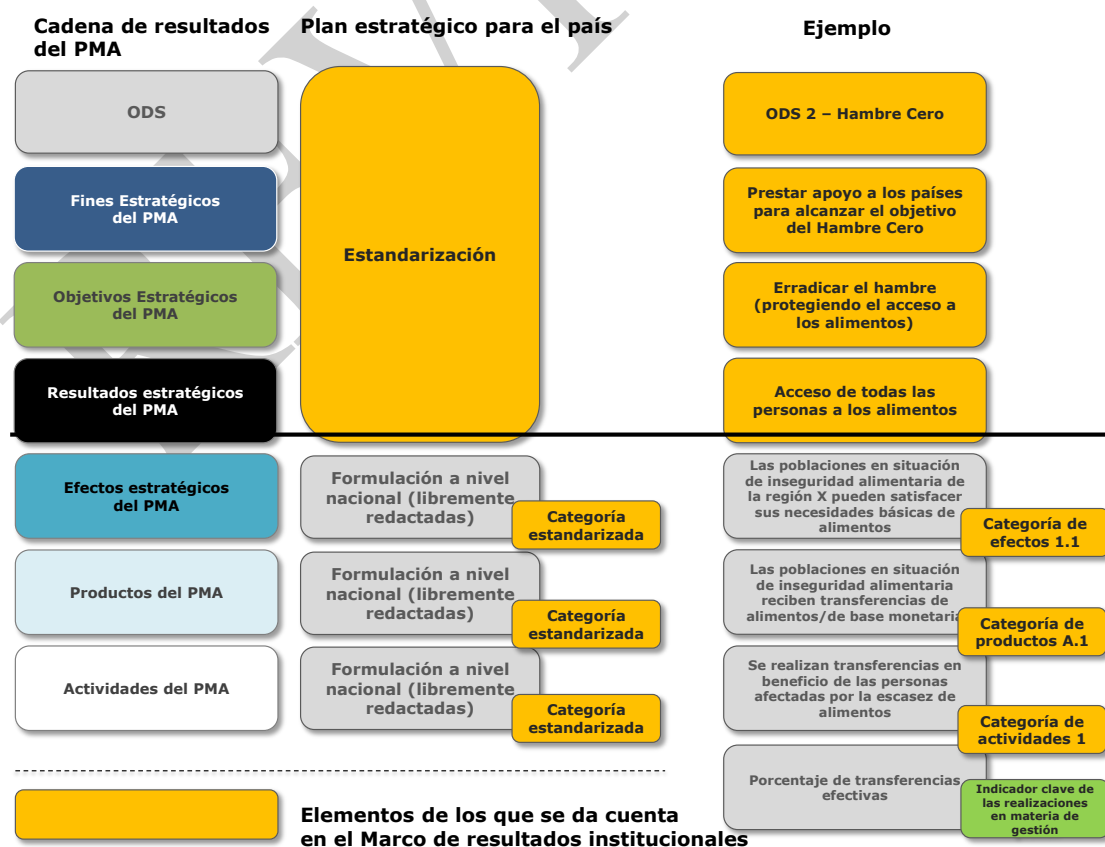 Cadena de resultados
del PMA
Plan estratégico para el país
Ejemplo
ODS
Estandarización
ODS 2 – Hambre Cero
Fines Estratégicos
del PMA
Prestar apoyo a los países
para alcanzar el objetivo
del Hambre Cero
Objetivos Estratégicos
del PMA
Erradicar el hambre
(protegiendo el acceso a
los alimentos)
Resultados estratégicos
del PMA
Acceso de todas las
personas a los alimentos
Efectos estratégicos
del PMA
Formulación a nivel
nacional (libremente
redactadas)
Categoría
estandarizada
Las poblaciones en situación
de inseguridad alimentaria de
la región X pueden satisfacer
sus necesidades básicas de
alimentos
Categoría de
efectos 1.1
Productos del PMA
Formulación a nivel
nacional (libremente
redactadas)
Categoría
estandarizada
Las poblaciones en situación
de inseguridad alimentaria
reciben transferencias de
alimentos/de base monetaria
Categoría de
productos A.1
Actividades del PMA
Formulación a nivel
nacional (libremente
redactadas)
Categoría
estandarizada
Se realizan transferencias en
beneficio de las personas
afectadas por la escasez de
alimentos
Categoría de
actividades 1
Porcentaje de transferencias
efectivas
Indicador clave de
las realizaciones
en materia de
gestión
Elementos de los que se da cuenta
en el Marco de resultados institucionales